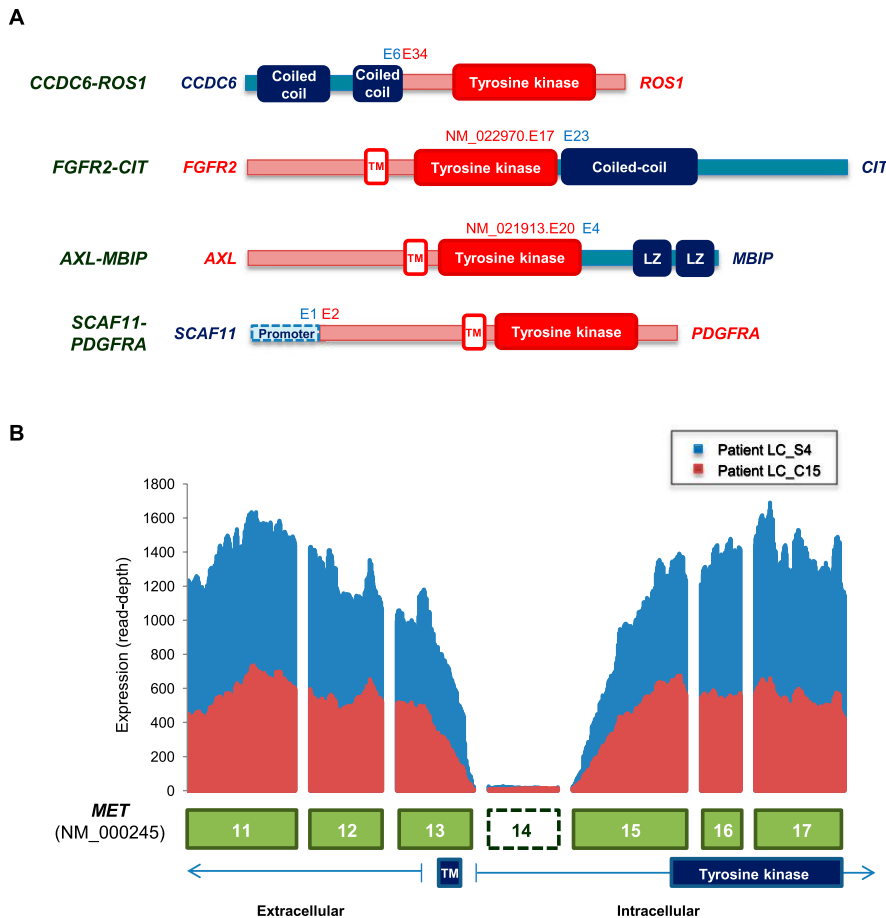 A
E6 E34
CCDC6-ROS1 CCDC6 Coiled coil Coiled coil Tyrosine kinase ROS1
NM_022970.E17 E23
FGFR2-CIT FGFR2 TM Tyrosine kinase Coiled-coil CIT
NM_021913.E20 E4
AXL-MBIP AXL TM Tyrosine kinase LZ LZ MBIP
E1 E2
SCAF11-
PDGFRA SCAF11 Promoter TM Tyrosine kinase PDGFRA
B
Patient LC_S4
Patient LC_C15
Expression (read-depth)
1800
1600
1400
1200
1000
800
600
400
200
0
MET
(NM_000245)
11 12 13 14 15 16 17
TM Tyrosine kinase
Extracellular Intracellular